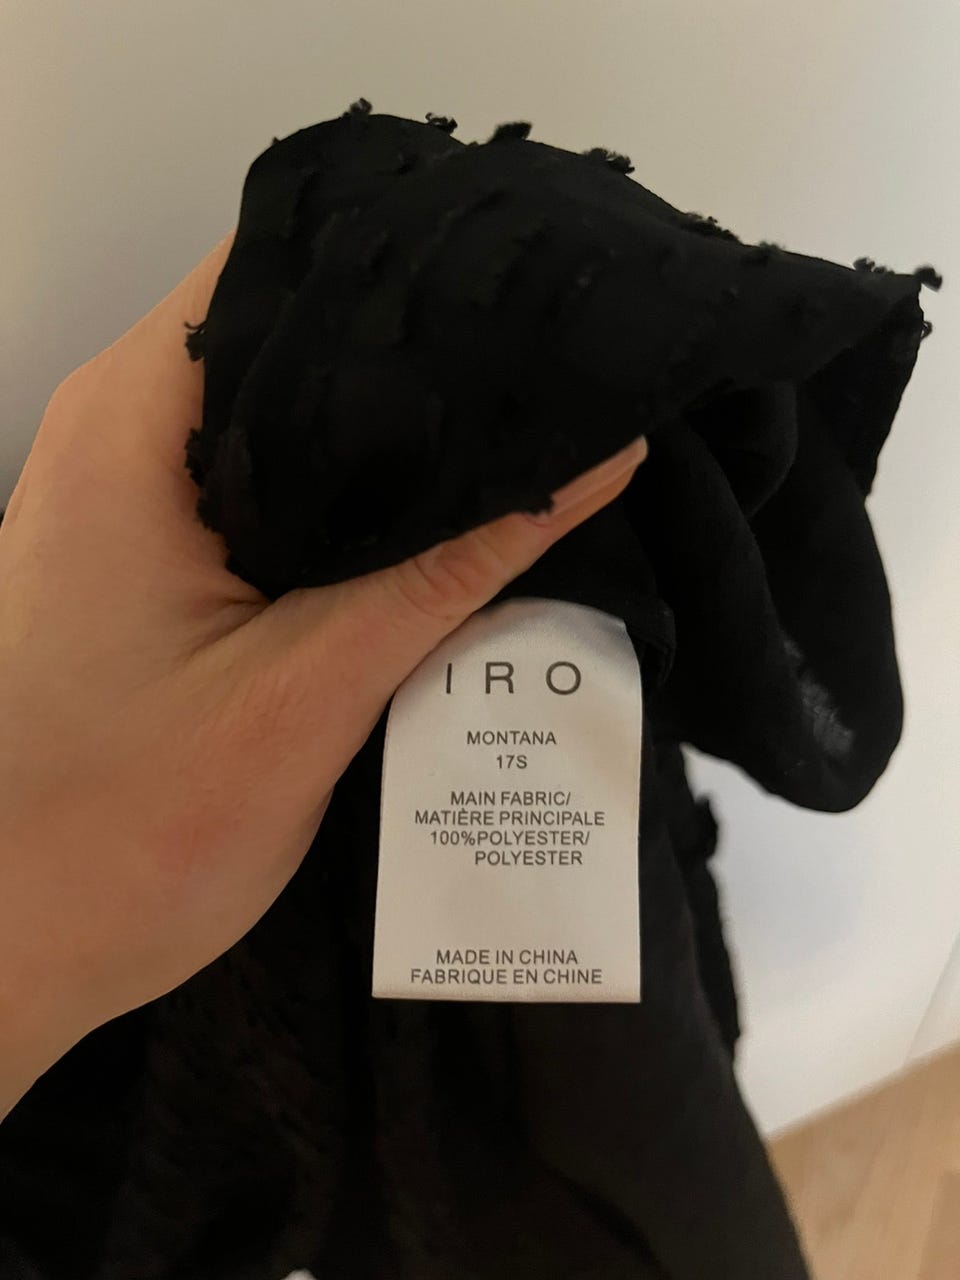 IRO
MONTANA
17S
MAIN FABRIC/
MATIÈRE PRINCIPALE
100%POLYESTER/
POLYESTER
MADE IN CHINA
FABRIQUE EN CHINE